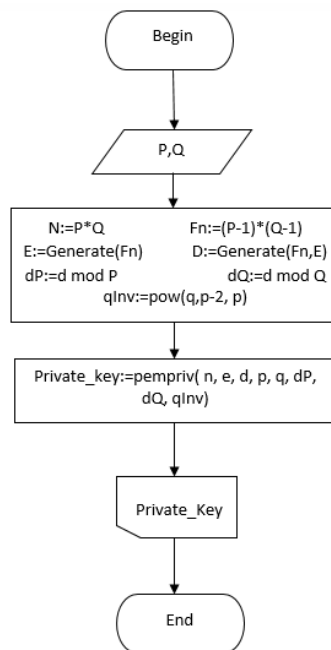 Begin
P,Q
N:=P*Q Fn:=(P-1)*(Q-1)
E:=Generate(Fn) D:=Generate(Fn,E)
dP:=d mod P dQ:=d mod Q
qInv:=pow(q,p-2, p)
Private_key:=pempriv( n, e, d, p, q, dP,
dQ, qInv)
Private_Key
End